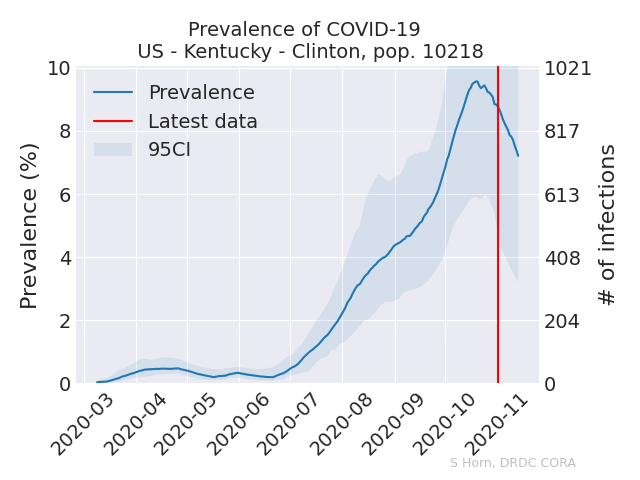 Prevalence of COVID-19
US - Kentucky - Clinton, pop. 10218
Prevalence (%)
10
8
6
4
2
0
Prevalence
Latest data
95CI
1021
817
613
408
204
0
# of infections
2020-03
2020-04
2020-05
2020-06
2020-07
2020-08
2020-09
2020-10
2020-11
S Horn, DRDC CORA